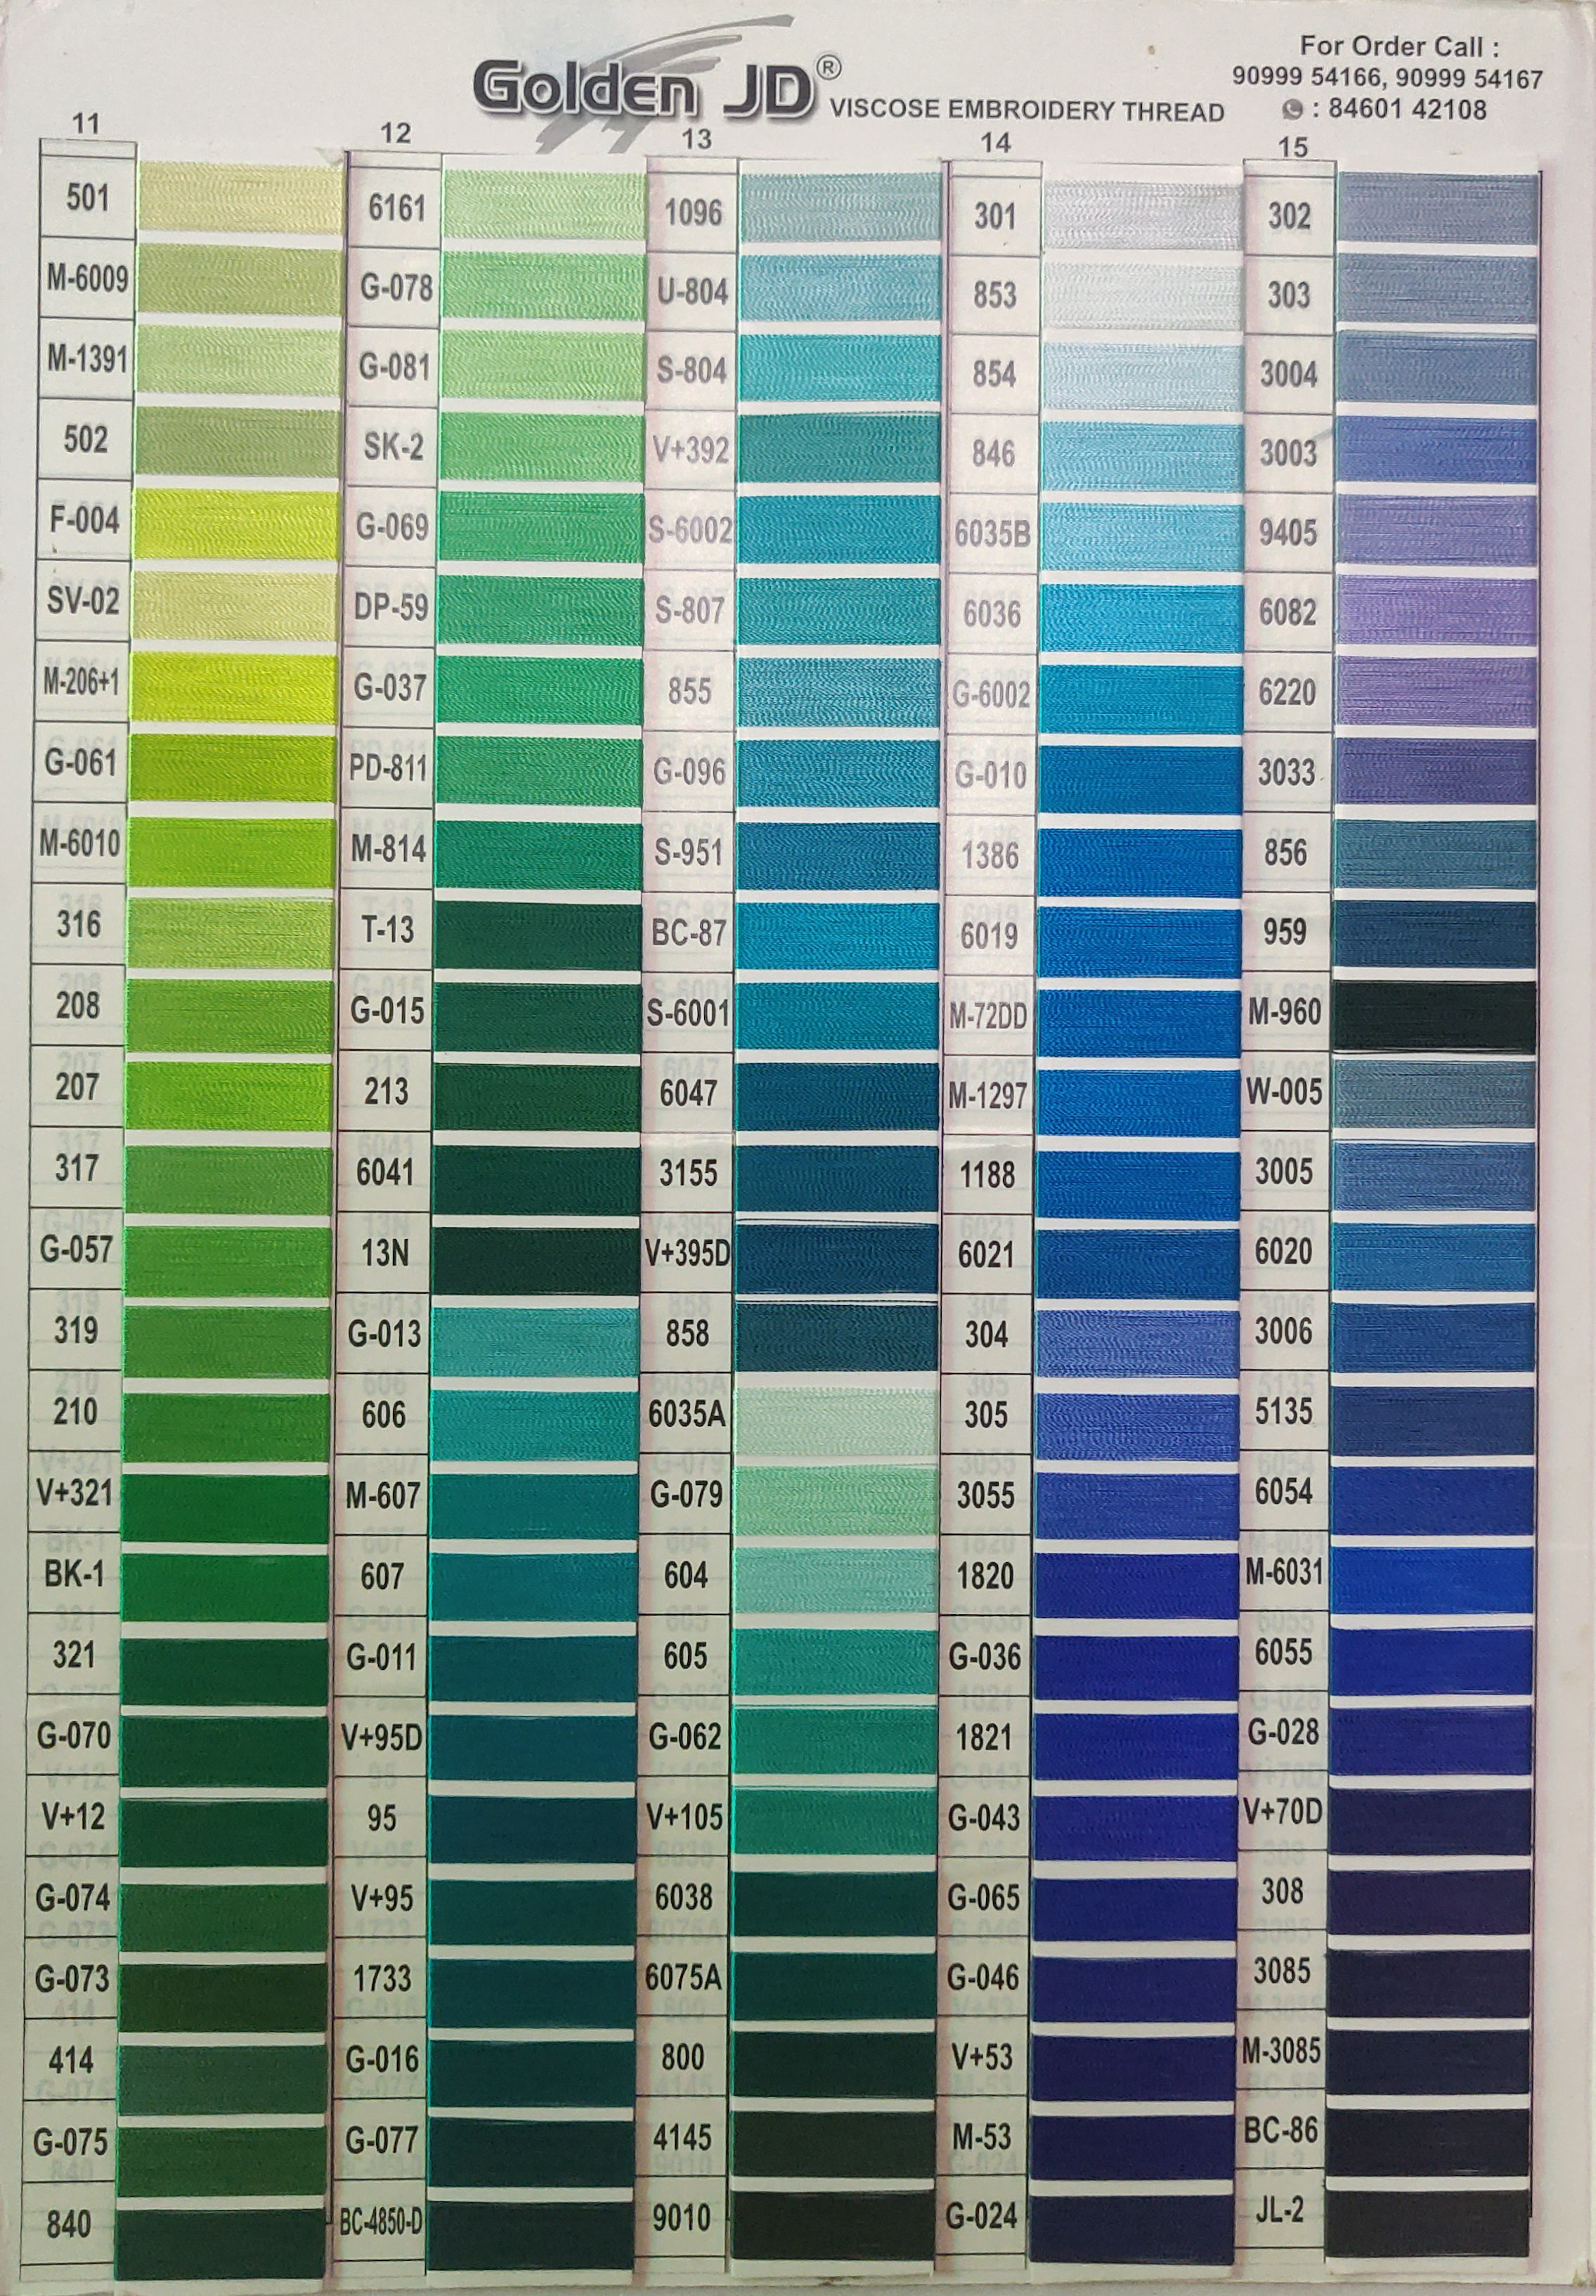 Golden JD®
VISCOSE EMBROIDERY THREAD
For Order Call :
90999 54166, 90999 54167
: 84601 42108
11
501
M-6009
M-1391
502
F-004
SV-02
M-206+1
G-061
M-6010
316
208
207
317
G-057
319
210
V+321
BK-1
321
G-070
V+12
G-074
G-073
414
G-075
840
12
6161
G-078
G-081
SK-2
G-069
DP-59
G-037
PD-811
M-814
T-13
G-015
213
6041
13N
G-013
606
M-607
607
G-011
V+95D
95
V+95
1733
G-016
G-077
BC-4850-D
13
1096
U-804
S-804
V+392
S-6002
S-807
855
G-096
S-951
BC-87
S-6001
6047
3155
V+395D
858
6035A
G-079
604
605
G-062
V+105
6038
6075A
800
4145
9010
14
301
853
854
846
6035B
6036
G-6002
G-010
1386
6019
M-72DD
M-1297
1188
6021
304
305
3055
1820
G-036
1821
G-043
G-065
G-046
V+53
M-53
G-024
15
302
303
3004
3003
9405
6082
6220
3033
856
959
M-960
W-005
3005
6020
3006
5135
6054
M-6031
6055
G-028
V+70D
308
3085
M-3085
BC-86
JL-2